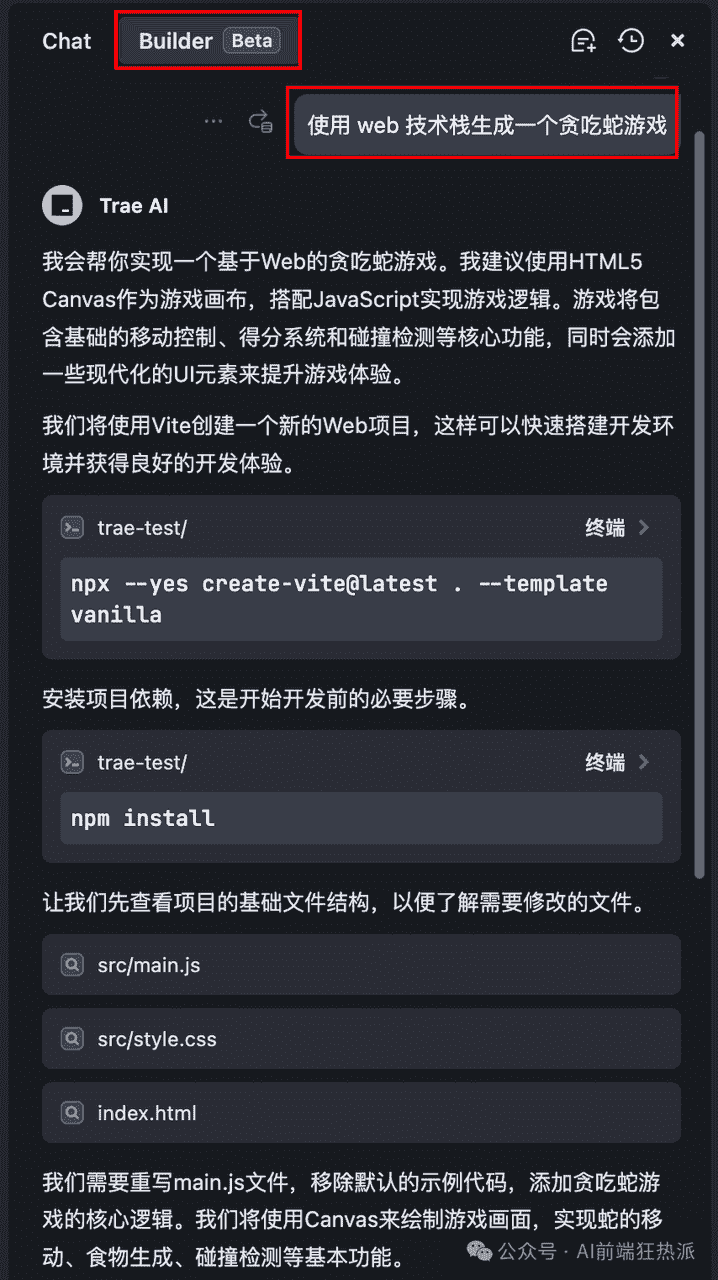 Chat Builder Beta
使用 web 技术栈生成一个贪吃蛇游戏
Trae AI
我会帮你实现一个基于Web的贪吃蛇游戏。我建议使用HTML5
Canvas作为游戏画布，搭配JavaScript实现游戏逻辑。游戏将包
含基础的移动控制、得分系统和碰撞检测等核心功能，同时会添加
一些现代化的UI元素来提升游戏体验。
我们将使用Vite创建一个新的Web项目，这样可以快速搭建开发环
境并获得良好的开发体验。
trae-test/ 终端
npx --yes create-vite@latest . --template
vanilla
安装项目依赖，这是开始开发前的必要步骤。
trae-test/ 终端
npm install
让我们先查看项目的基础文件结构，以便了解需要修改的文件。
src/main.js
src/style.css
index.html
我们需要重写main.js文件，移除默认的示例代码，添加贪吃蛇游
戏的核心逻辑。我们将使用Canvas来绘制游戏画面，实现蛇的移
动、食物生成、碰撞检测等基本功能。
公众号 · AI前端狂热派